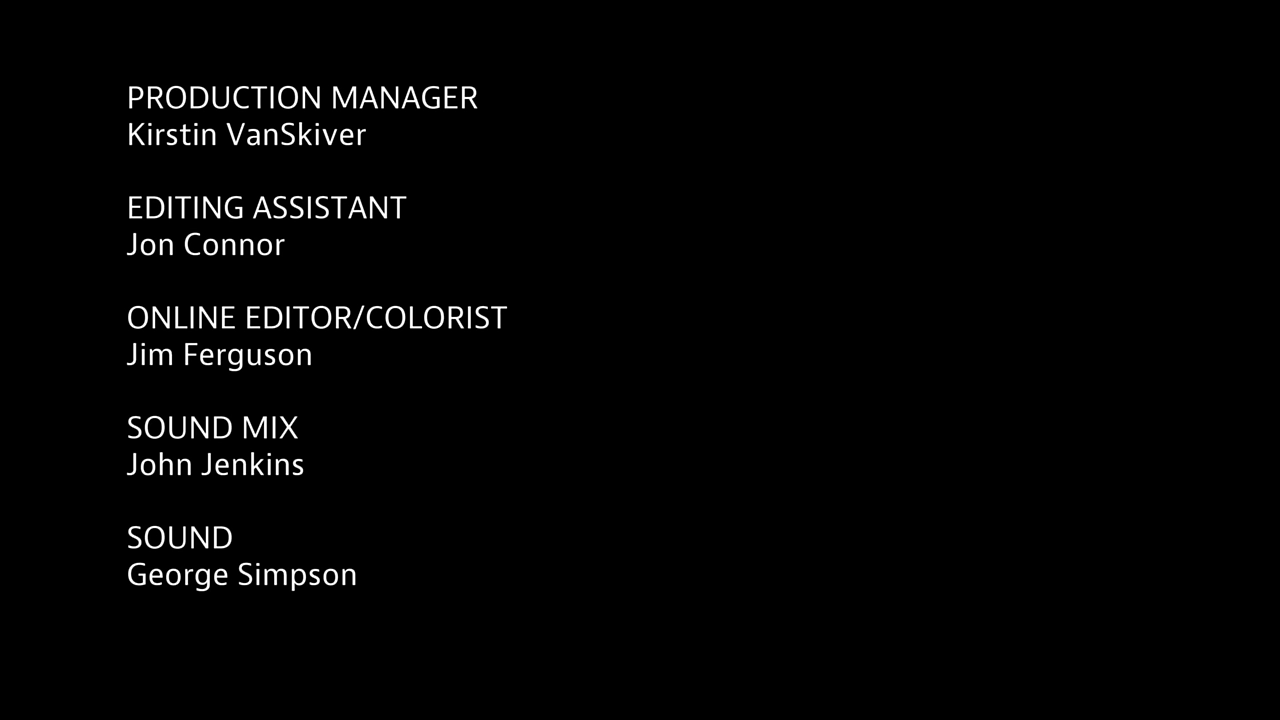 PRODUCTION MANAGER
Kirstin VanSkiver
EDITING ASSISTANT
Jon Connor
ONLINE EDITOR/COLORIST
Jim Ferguson
SOUND MIX
John Jenkins
SOUND
George Simpson